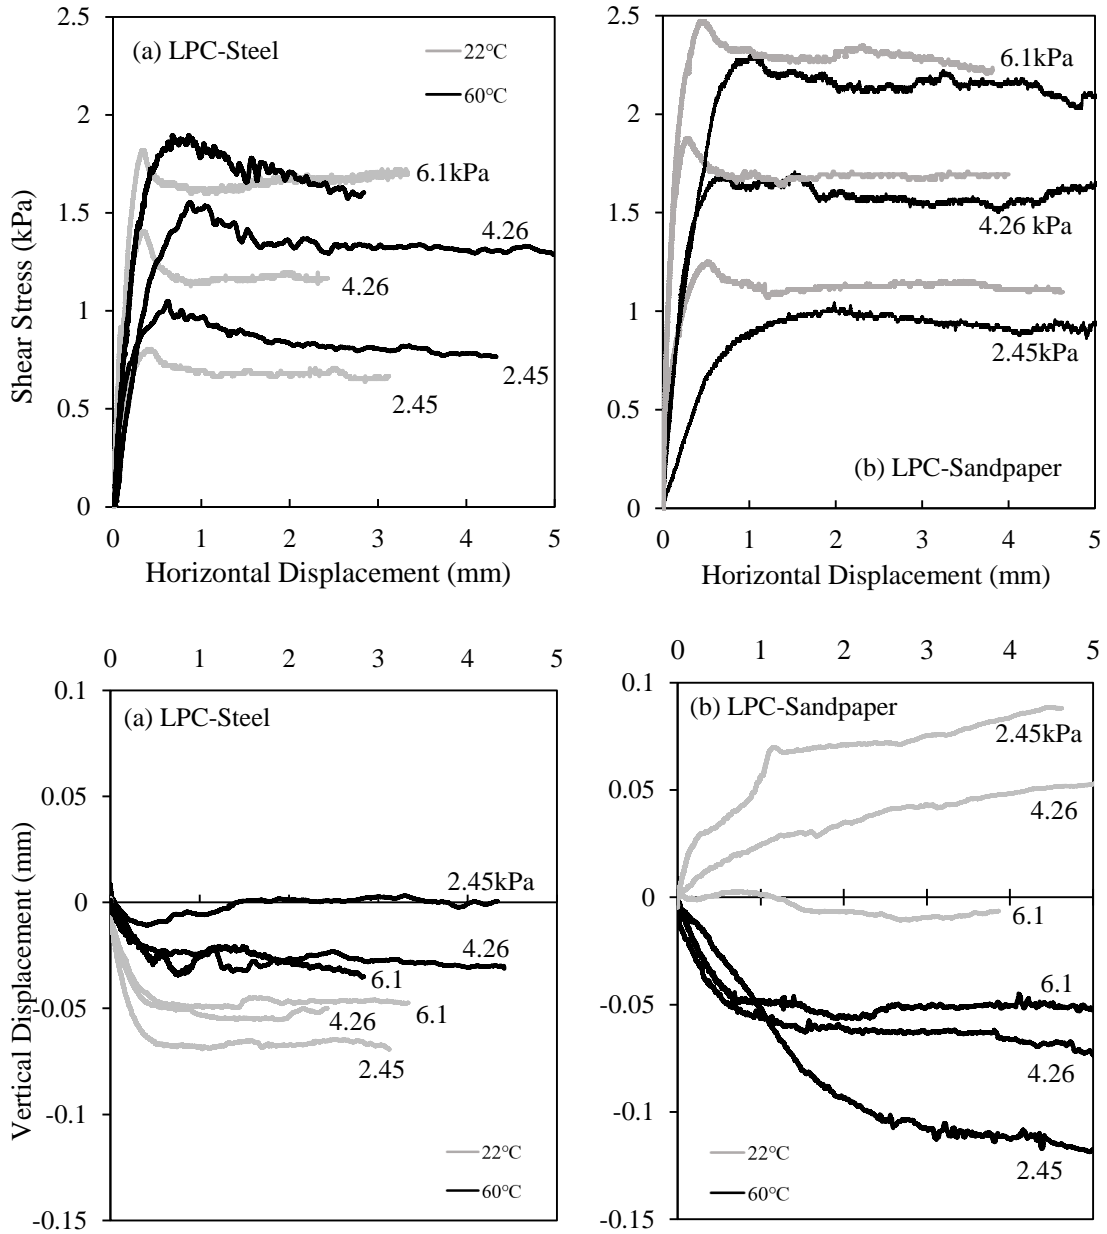 2.5
2
1.5
1
0.5
0
0 1 2 3 4 5
Shear Stress (kPa)
Horizontal Displacement (mm)
(a) LPC-Steel
22°C
60°C
6.1kPa
4.26
4.26
2.45
2.45
2.5
2
1.5
1
0.5
0
0 1 2 3 4 5
Horizontal Displacement (mm)
6.1kPa
4.26 kPa
2.45kPa
(b) LPC-Sandpaper
0 1 2 3 4 5
0.1
0.05
0
-0.05
-0.1
-0.15
Vertical Displacement (mm)
(a) LPC-Steel
2.45kPa
4.26
6.1
6.1
4.26
2.45
22°C
60°C
0 1 2 3 4 5
0.1
0.05
0
-0.05
-0.1
-0.15
(b) LPC-Sandpaper
2.45kPa
4.26
6.1
6.1
4.26
2.45
22°C
60°C